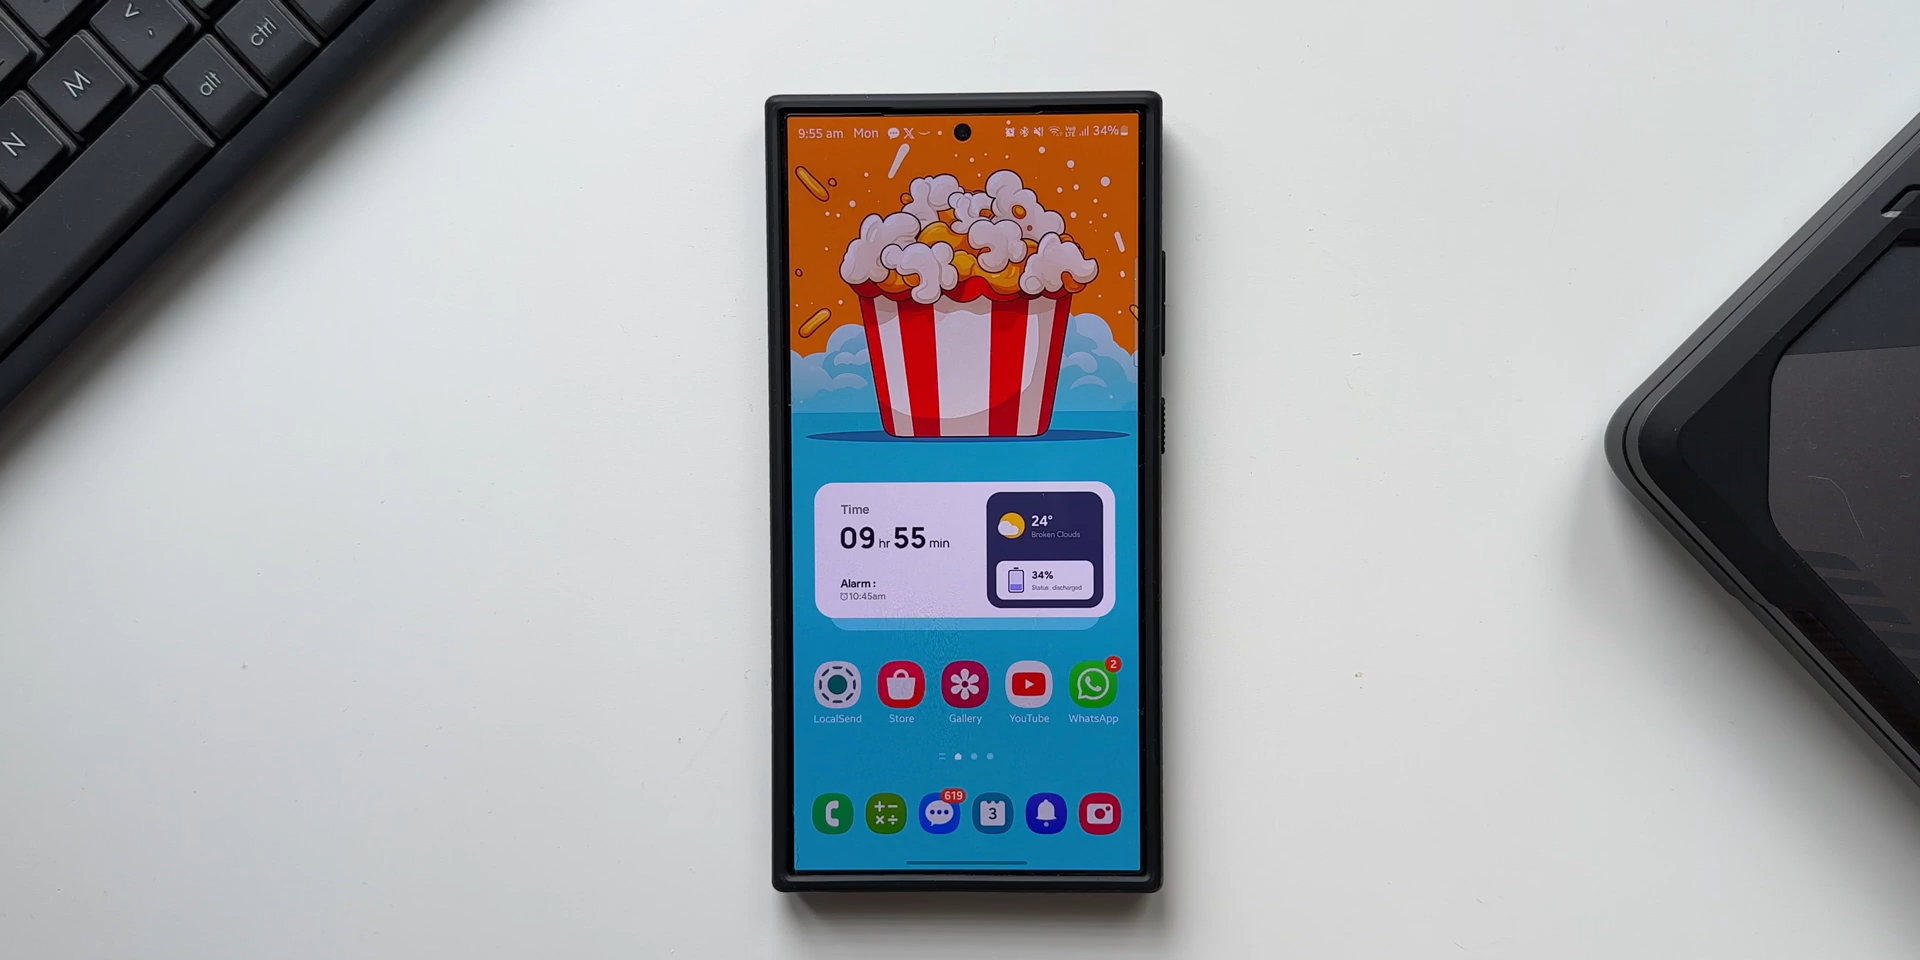 V
ctrl
M
alt
N
9:55 am Mon
34%
Time
09 hr 55 min
Alarm :
10:45am
24°
Broken Clouds
34%
Status : discharged
2
LocalSend
Store
Gallery
YouTube
WhatsApp
619
3